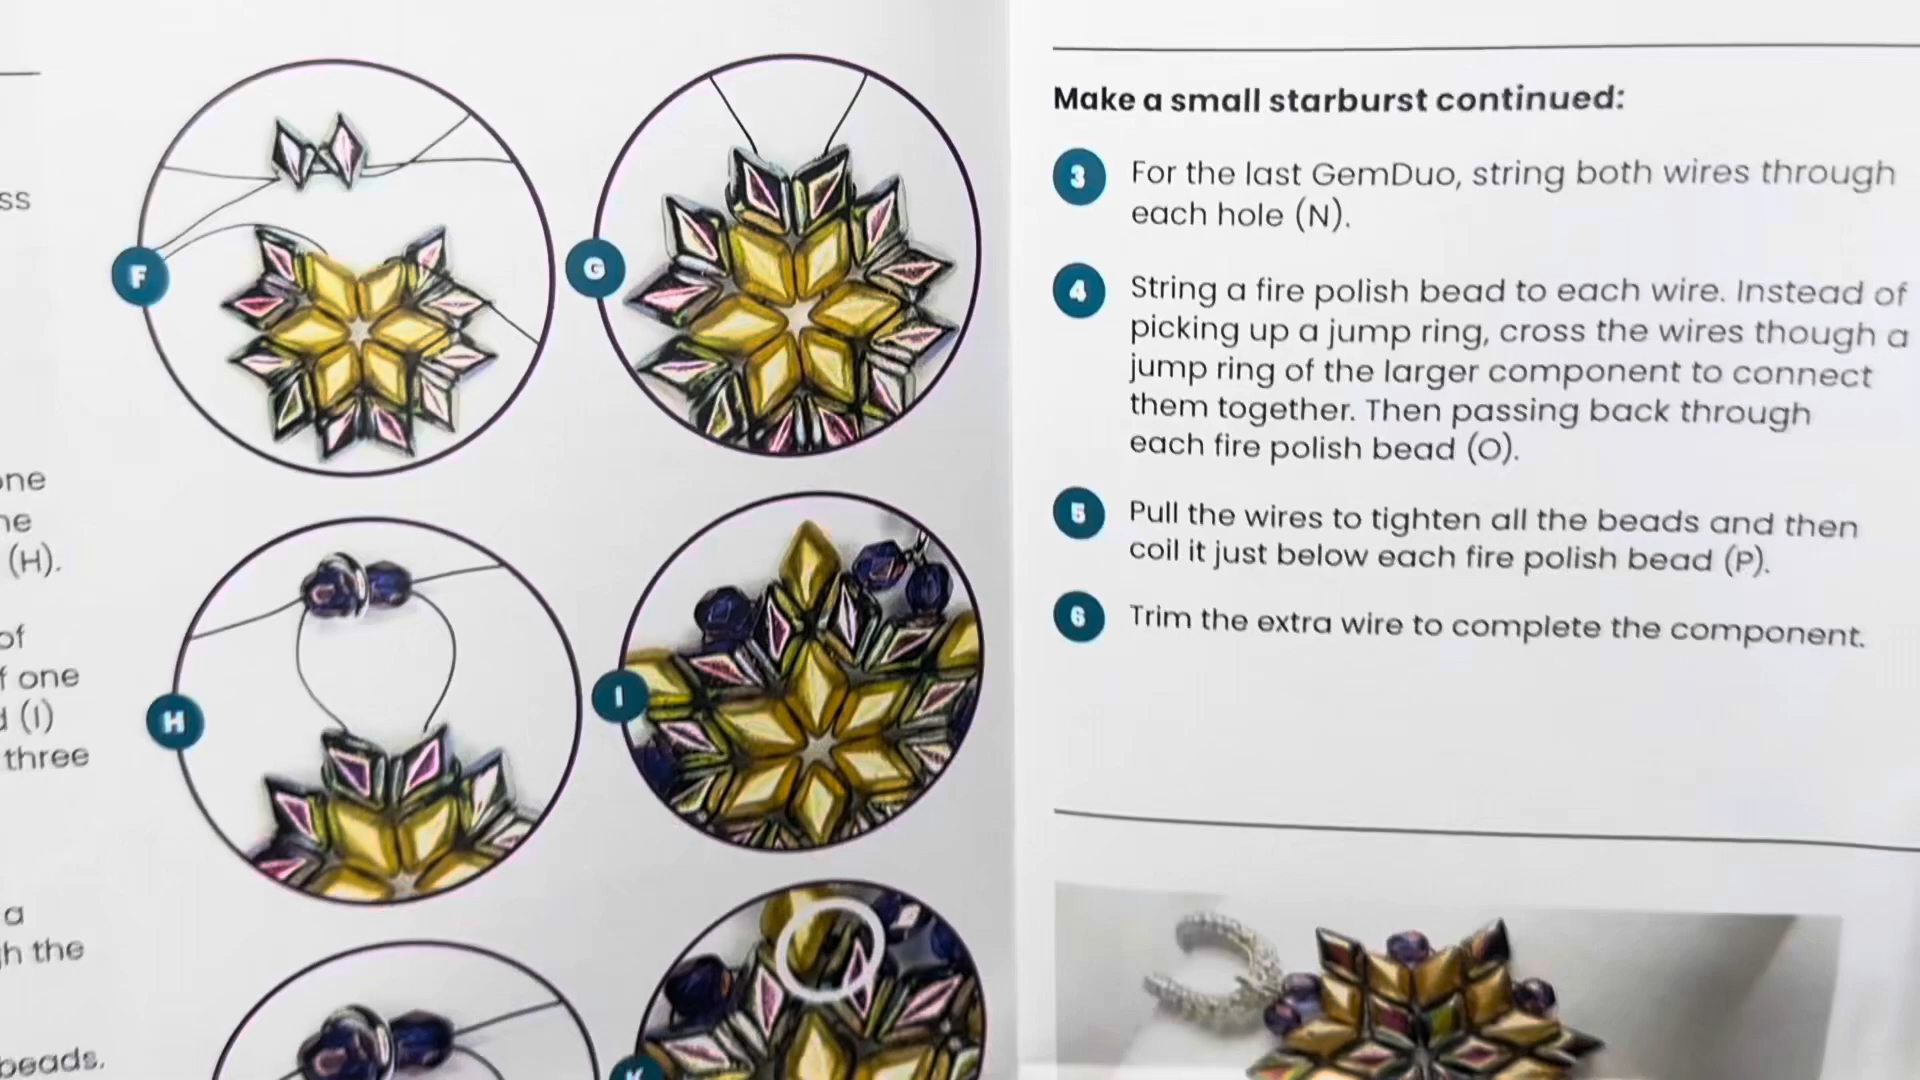 ss
one
ne
(H).
of
f one
d (I)
three
a
gh the
beads.
F
G
H
I
K
Make a small starburst continued:
3 For the last GemDuo, string both wires through
each hole (N).
4 String a fire polish bead to each wire. Instead of
picking up a jump ring, cross the wires though a
jump ring of the larger component to connect
them together. Then passing back through
each fire polish bead (O).
5 Pull the wires to tighten all the beads and then
coil it just below each fire polish bead (P).
6 Trim the extra wire to complete the component.